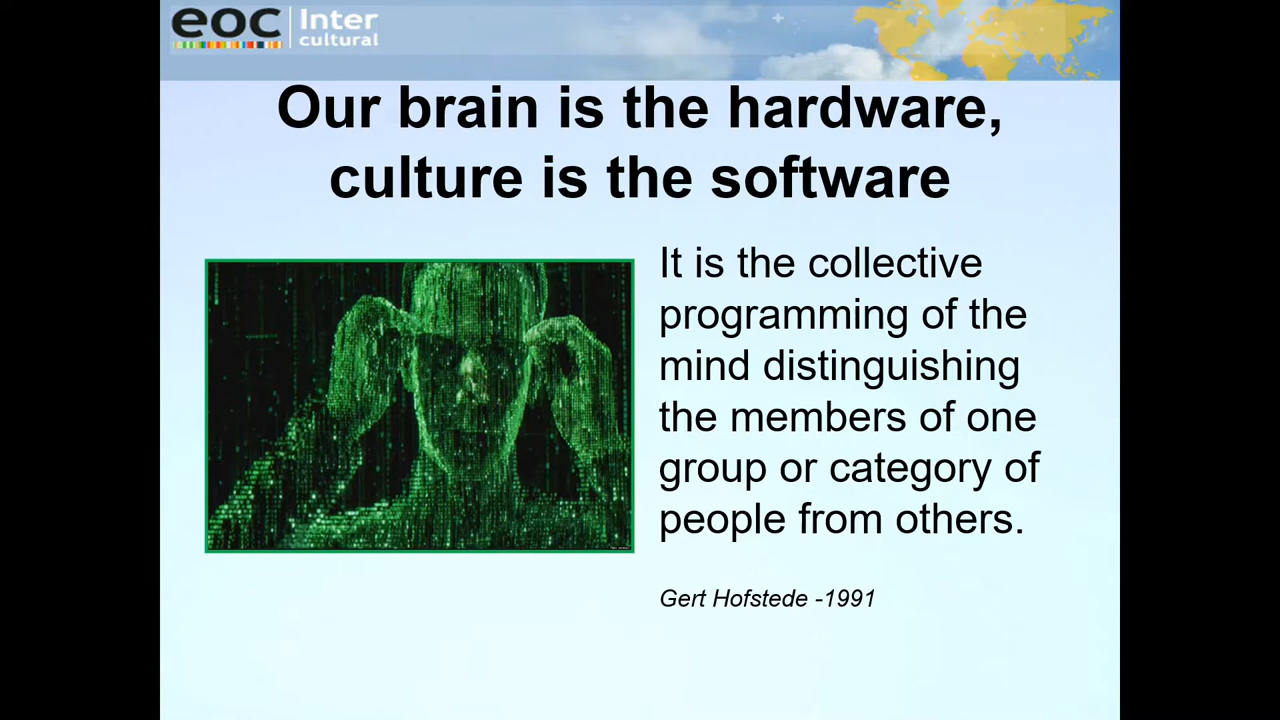 eoc Inter
cultural
Our brain is the hardware,
culture is the software
It is the collective
programming of the
mind distinguishing
the members of one
group or category of
people from others.
Gert Hofstede -1991